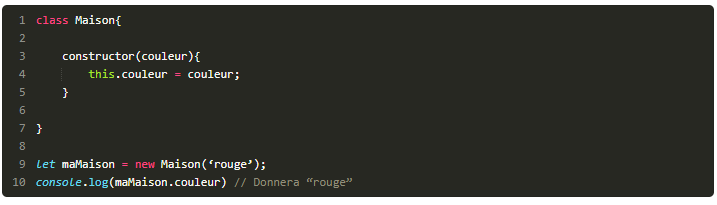 1 class Maison{
2
3 constructor(couleur){
4 this.couleur = couleur;
5 }
6
7 }
8
9 let maMaison = new Maison(‘rouge’);
10 console.log(maMaison.couleur) // Donnera “rouge”